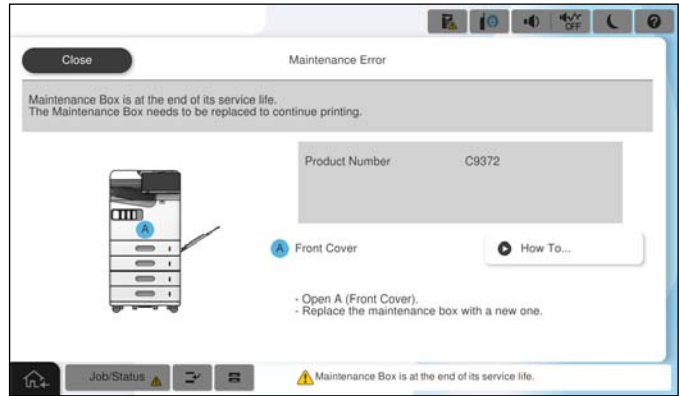 OFF
?
Close
Maintenance Error
Maintenance Box is at the end of its service life.
The Maintenance Box needs to be replaced to continue printing.
Product Number C9372
A
A Front Cover
How To...
- Open A (Front Cover).
- Replace the maintenance box with a new one.
Job/Status
Maintenance Box is at the end of its service life.